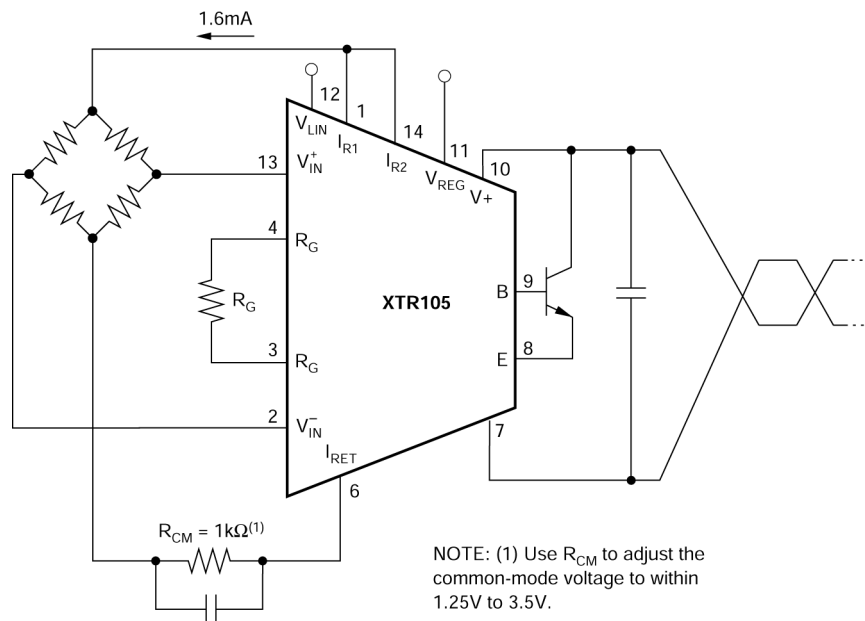 1.6mA
12
1
14
11
10
V_LIN
I_R1
I_R2
V_REG
V+
13
V_IN^+
4
R_G
R_G
XTR105
B
9
E
8
3
R_G
2
V_IN^−
7
I_RET
6
R_CM = 1kΩ(1)
NOTE: (1) Use R_CM to adjust the
common-mode voltage to within
1.25V to 3.5V.